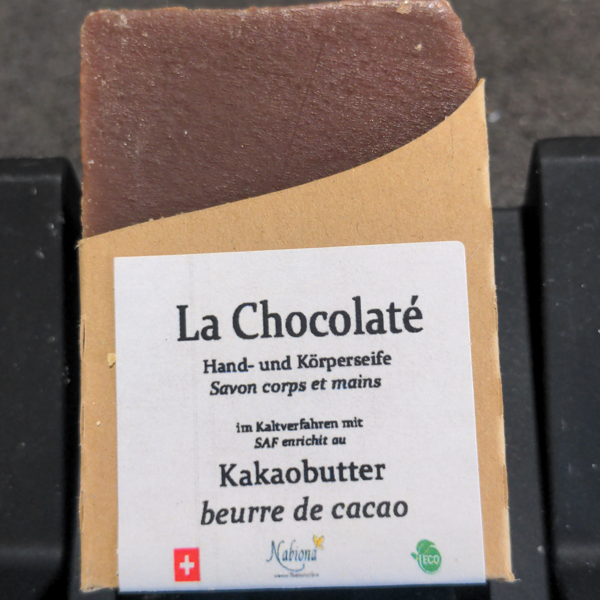 La Chocolaté
Hand- und Körperseife
Savon corps et mains
im Kaltverfahren mit
SAF enrichit au
Kakaobutter
beurre de cacao
Nabiona
ECO